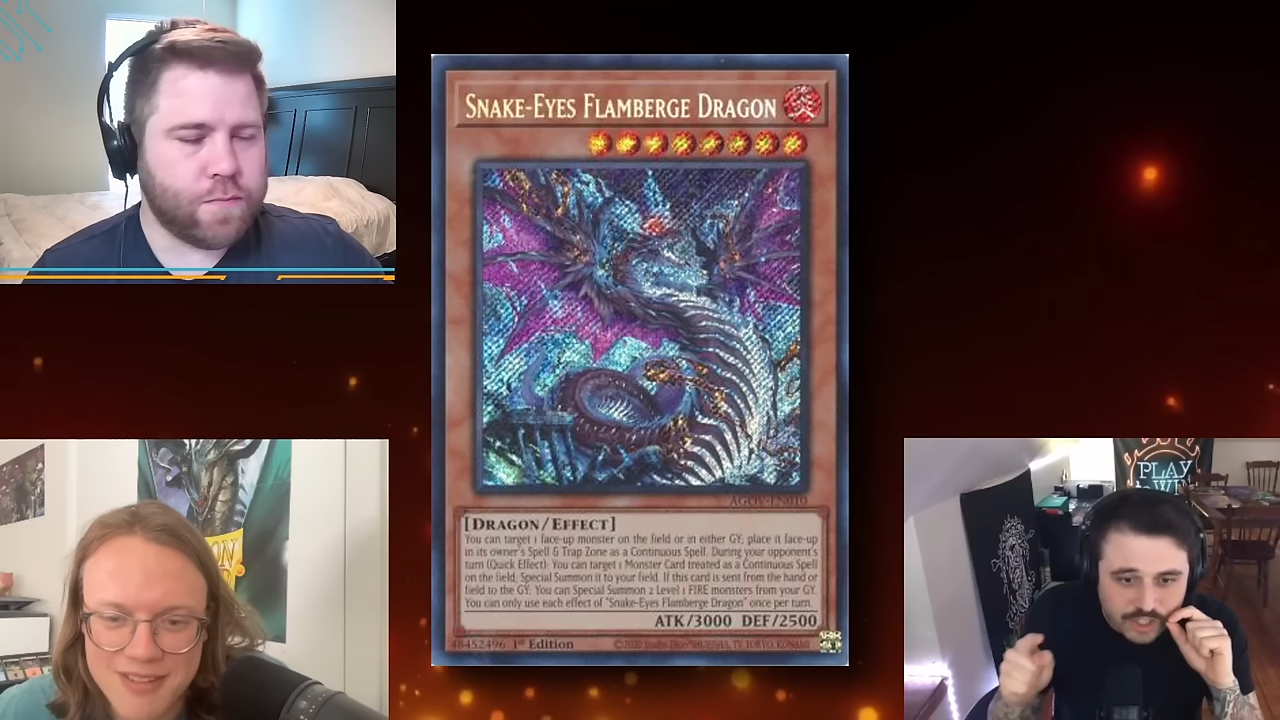 SNAKE-EYES FLAMBERGE DRAGON
AGOV-EN010
[DRAGON/EFFECT]
You can target 1 face-up monster on the field or in either GY; place it face-up
in its owner's Spell & Trap Zone as a Continuous Spell. During your opponent's
turn (Quick Effect): You can target 1 Monster Card treated as a Continuous Spell
on the field; Special Summon it to your field. If this card is sent from the hand or
field to the GY: You can Special Summon 2 Level 1 FIRE monsters from your GY.
You can only use each effect of "Snake-Eyes Flamberge Dragon" once per turn.
ATK/3000 DEF/2500
48452496 1st Edition
PLAY
WIN